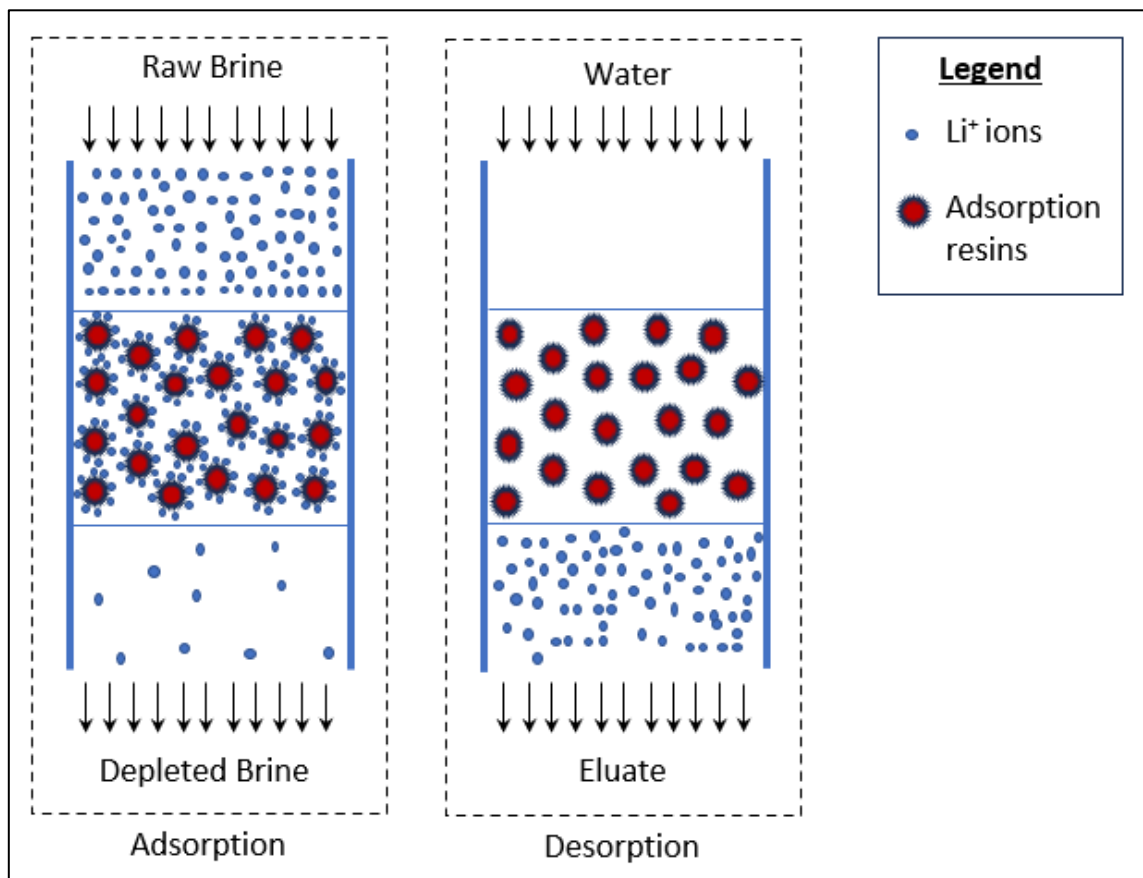 Raw Brine
Depleted Brine
Adsorption
Water
Eluate
Desorption
Legend
Li⁺ ions
Adsorption
resins